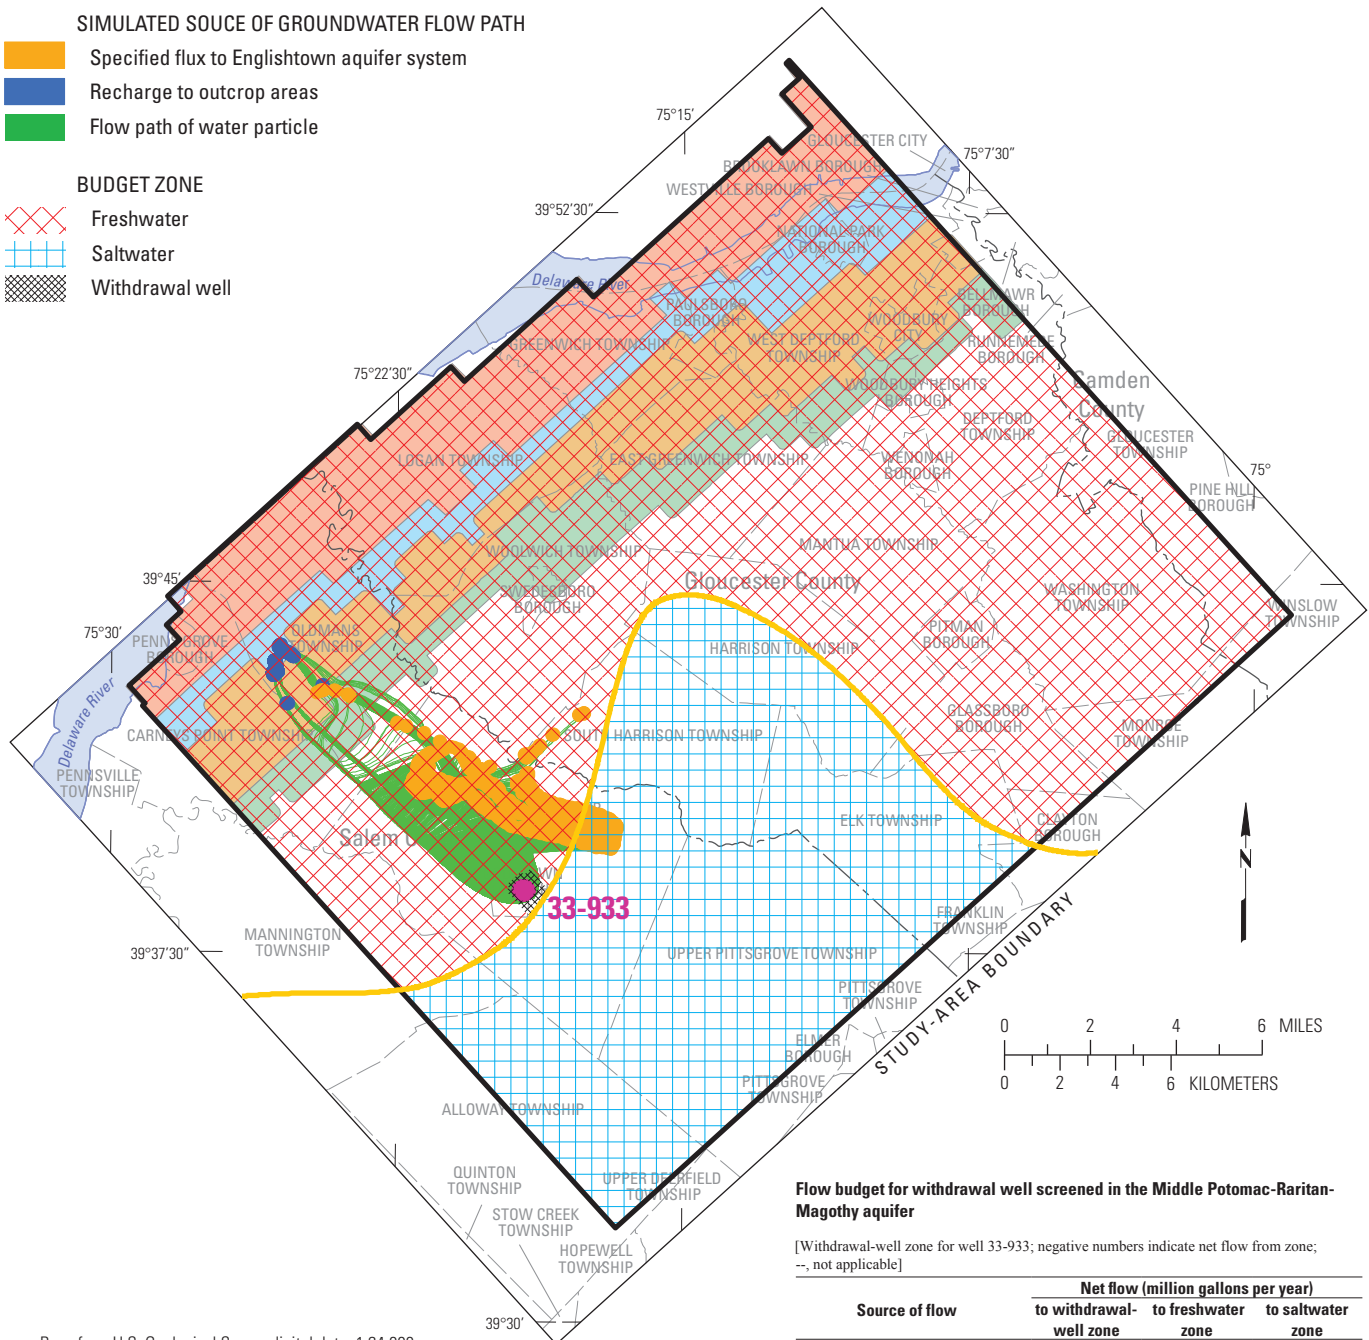 SIMULATED SOUCE OF GROUNDWATER FLOW PATH
Specified flux to Englishtown aquifer system
Recharge to outcrop areas
Flow path of water particle
BUDGET ZONE
Freshwater
Saltwater
Withdrawal well
75°15’
GLOUCESTER CITY
75°7’30”
BROOKLAWN BOROUGH
WESTVILLE BOROUGH
39°52’30”
NATIONAL PARK
BOROUGH
Delaware River
PAULSBORO
BOROUGH
BELLMAWR
BOROUGH
WOODBURY
CITY
WEST DEPTFORD
TOWNSHIP
GREENWICH TOWNSHIP
RUNNEMEDE
BOROUGH
75°22’30”
WOODBURY HEIGHTS
BOROUGH
Camden
County
DEPTFORD
TOWNSHIP
GLOUCESTER
TOWNSHIP
LOGAN TOWNSHIP
EAST GREENWICH TOWNSHIP
WENONAH
BOROUGH
75°
PINE HILL
BOROUGH
WOOLWICH TOWNSHIP
MANTUA TOWNSHIP
39°45’
SWEDESBORO
BOROUGH
Gloucester County
WASHINGTON
TOWNSHIP
WINSLOW
TOWNSHIP
75°30’
PENNS GROVE
BOROUGH
OLDMANS
TOWNSHIP
PITMAN
BOROUGH
HARRISON TOWNSHIP
Delaware River
CARNEYS POINT TOWNSHIP
SOUTH HARRISON TOWNSHIP
GLASSBORO
BOROUGH
MONROE
TOWNSHIP
PENNSVILLE
TOWNSHIP
Salem
ELK TOWNSHIP
CLAYTON
BOROUGH
N
33-933
FRANKLIN
TOWNSHIP
MANNINGTON
TOWNSHIP
39°37’30”
UPPER PITTSGROVE TOWNSHIP
PITTSGROVE
TOWNSHIP
STUDY-AREA BOUNDARY
0 2 4 6 MILES
0 2 4 6 KILOMETERS
ELMER
BOROUGH
PITTSGROVE
TOWNSHIP
ALLOWAY TOWNSHIP
QUINTON
TOWNSHIP
UPPER DEERFIELD
TOWNSHIP
STOW CREEK
TOWNSHIP
HOPEWELL
TOWNSHIP
39°30’
Flow budget for withdrawal well screened in the Middle Potomac-Raritan-
Magothy aquifer
[Withdrawal-well zone for well 33-933; negative numbers indicate net flow from zone;
--, not applicable]
Net flow (million gallons per year)
Source of flow
to withdrawal-well zone
to freshwater zone
to saltwater zone